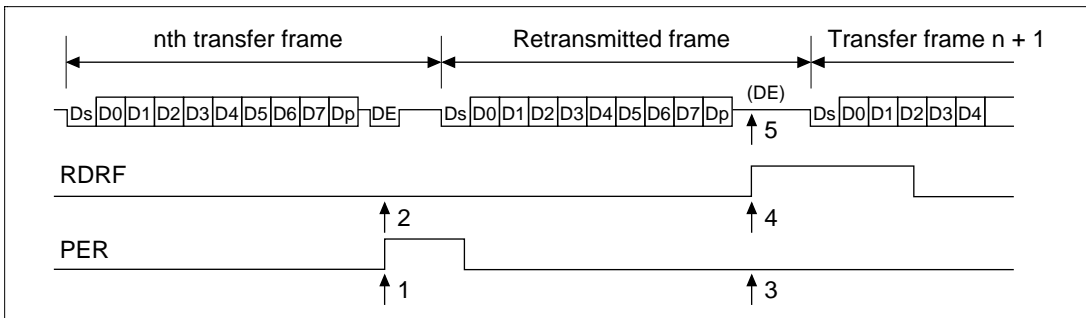 nth transfer frame Retransmitted frame Transfer frame n + 1
(DE)
Ds D0 D1 D2 D3 D4 D5 D6 D7 Dp DE Ds D0 D1 D2 D3 D4 D5 D6 D7 Dp Ds D0 D1 D2 D3 D4
5
RDRF
2 4
PER
1 3